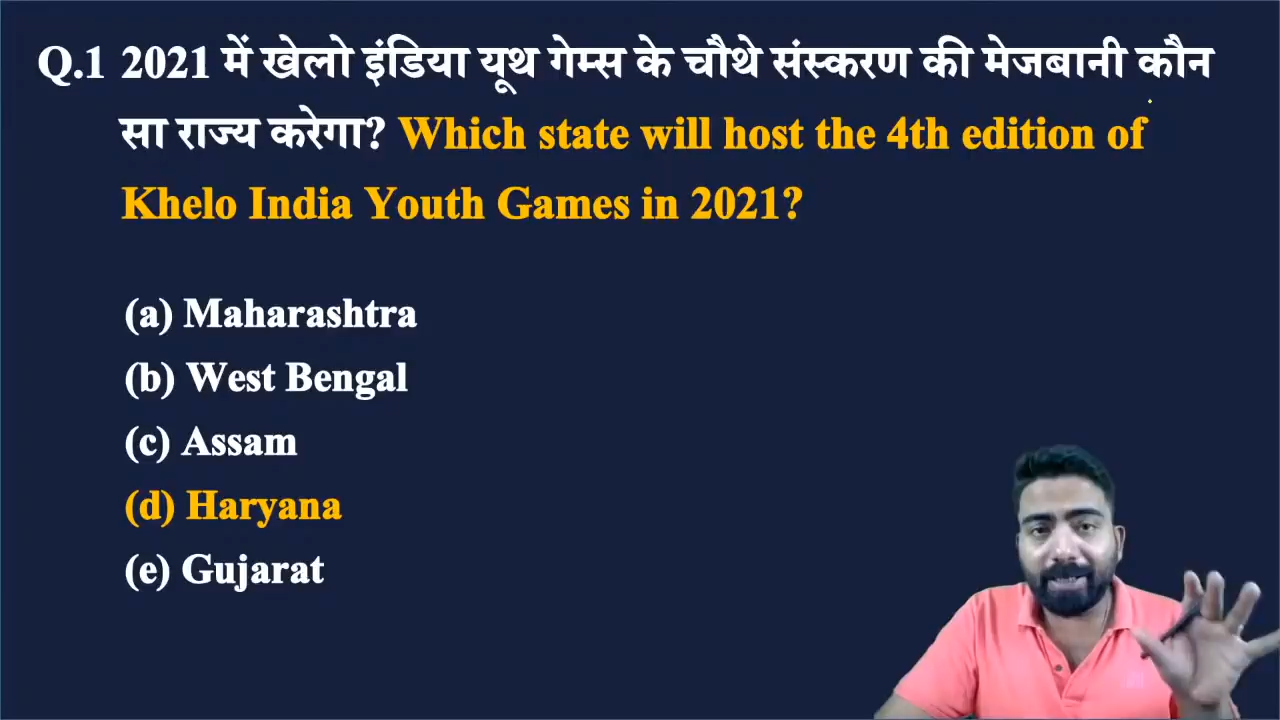 Q.1 2021 में खेलो इंडिया यूथ गेम्स के चौथे संस्करण की मेजबानी कौन
सा राज्य करेगा? Which state will host the 4th edition of
Khelo India Youth Games in 2021?
(a) Maharashtra
(b) West Bengal
(c) Assam
(d) Haryana
(e) Gujarat